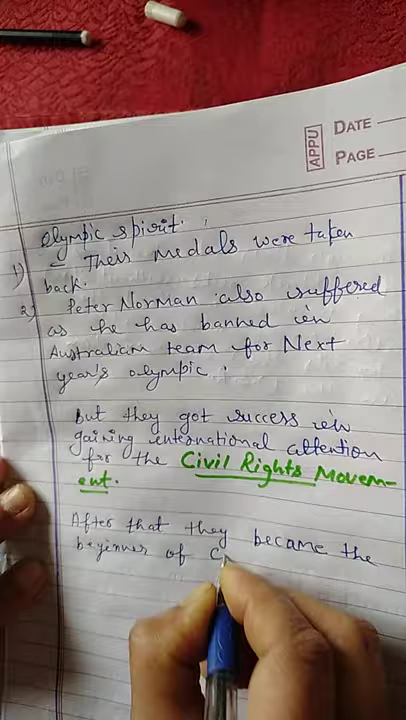 APPU
DATE
PAGE
Olympic spirit.
1) - Their medals were taken
back.
2) Peter Norman also suffered
as he has banned in
Australian team for Next
year's olympic.
But they got success in
gaining international attention
for the Civil Rights Movem-
ent.
After that they became the
beginner of C